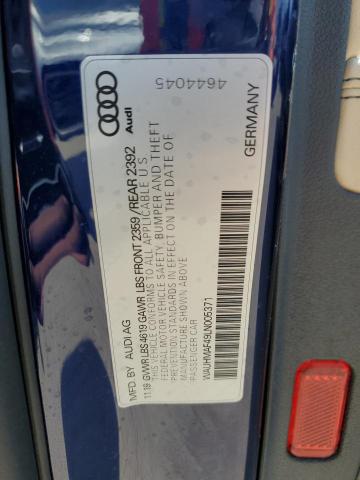 MFD. BY AUDI AG
11.19 GVWR LBS 4619 GAWR LBS FRONT 2359 / REAR 2392
THIS VEHICLE CONFORMS TO ALL APPLICABLE U S
FEDERAL MOTOR VEHICLE SAFETY, BUMPER AND THEFT
PREVENTION STANDARDS IN EFFECT ON THE DATE OF
MANUFACTURE SHOWN ABOVE
PASSENGER CAR
WAUHMAF49LN005371
Audi
4644045
GERMANY